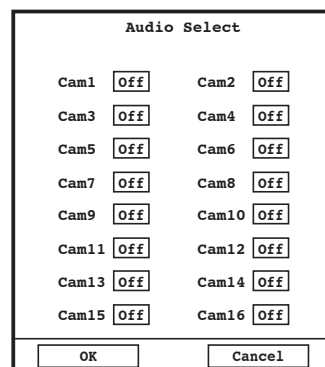 Audio Select
Cam1 Off Cam2 Off
Cam3 Off Cam4 Off
Cam5 Off Cam6 Off
Cam7 Off Cam8 Off
Cam9 Off Cam10 Off
Cam11 Off Cam12 Off
Cam13 Off Cam14 Off
Cam15 Off Cam16 Off
OK Cancel